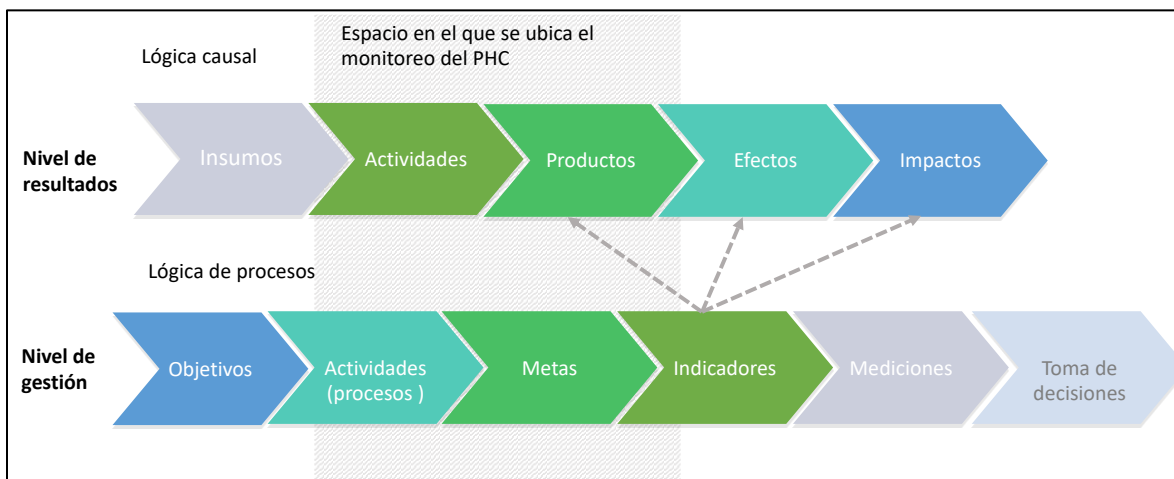 Espacio en el que se ubica el
monitoreo del PHC
Lógica causal
Nivel de
resultados
Insumos
Actividades
Productos
Efectos
Impactos
Lógica de procesos
Nivel de
gestión
Objetivos
Actividades
(procesos )
Metas
Indicadores
Mediciones
Toma de
decisiones